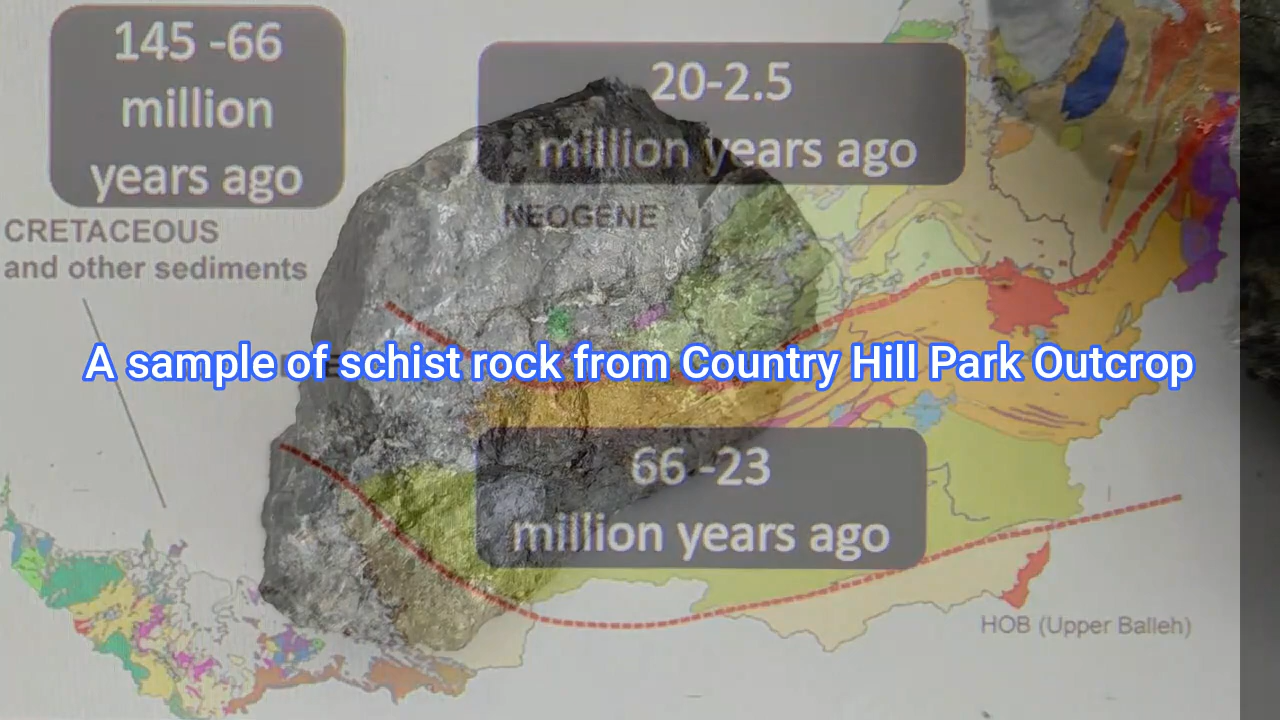 145 -66
million
years ago
20-2.5
million years ago
NEOGENE
CRETACEOUS
and other sediments
A sample of schist rock from Country Hill Park Outcrop
66 -23
million years ago
HOB (Upper Balleh)